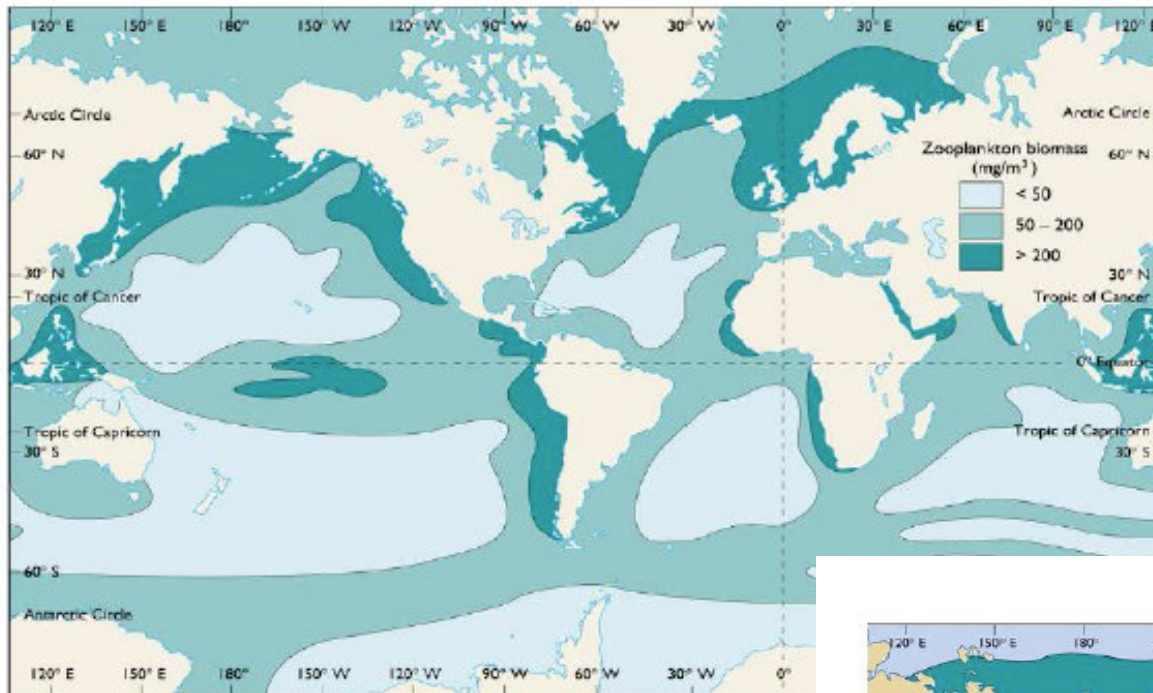 120° E 150° E 180° 150° W 120° W 90° W 60° W 30° W 0° 30° E 60° E 90° E 120° E
Arctic Circle Arctic Circle
60° N Zooplankton biomass 60° N
(mg/m³)
< 50
50 – 200
30° N > 200 30° N
Tropic of Cancer Tropic of Cancer
0° Equator
Tropic of Capricorn Tropic of Capricorn
30° S 30° S
60° S
Antarctic Circle
120° E 150° E 180° 150° W 120° W 90° W 60° W 30° W 0°
120° E 150° E 180°